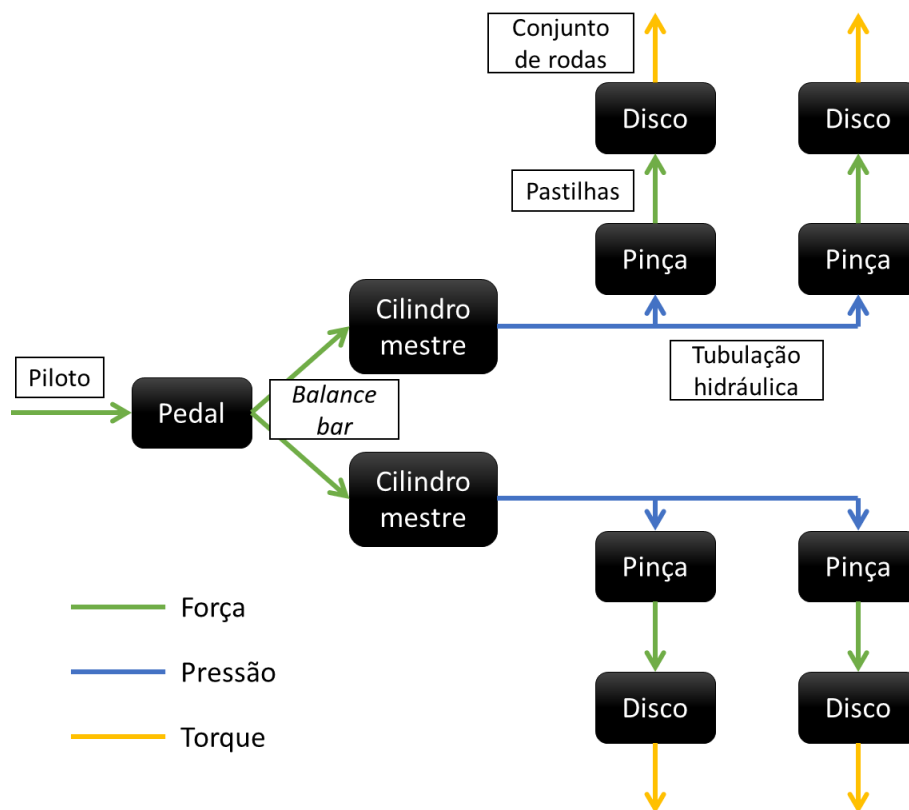 Conjunto
de rodas
Disco
Disco
Pastilhas
Pinça
Pinça
Cilindro
mestre
Tubulação
hidráulica
Piloto
Pedal
Balance
bar
Cilindro
mestre
Pinça
Pinça
Força
Pressão
Disco
Disco
Torque